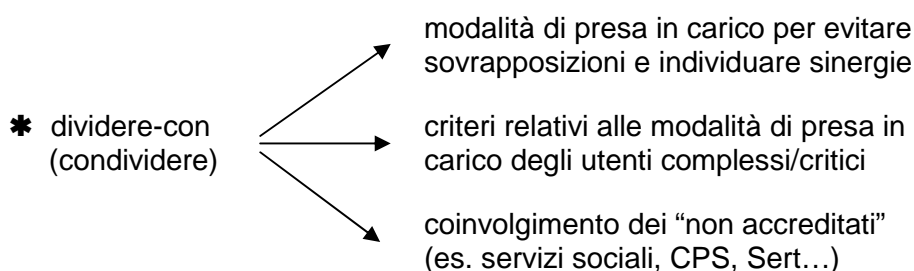 modalità di presa in carico per evitare
sovrapposizioni e individuare sinergie
✱ dividere-con
(condividere)
criteri relativi alle modalità di presa in
carico degli utenti complessi/critici
coinvolgimento dei “non accreditati”
(es. servizi sociali, CPS, Sert…)